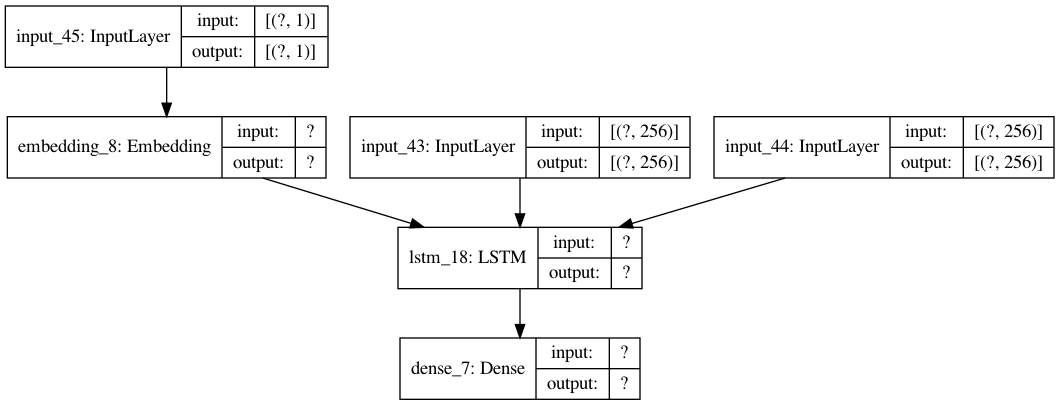 input_45: InputLayer
input: [(?, 1)]
output: [(?, 1)]
embedding_8: Embedding
input: ?
output: ?
input_43: InputLayer
input: [(?, 256)]
output: [(?, 256)]
input_44: InputLayer
input: [(?, 256)]
output: [(?, 256)]
lstm_18: LSTM
input: ?
output: ?
dense_7: Dense
input: ?
output: ?